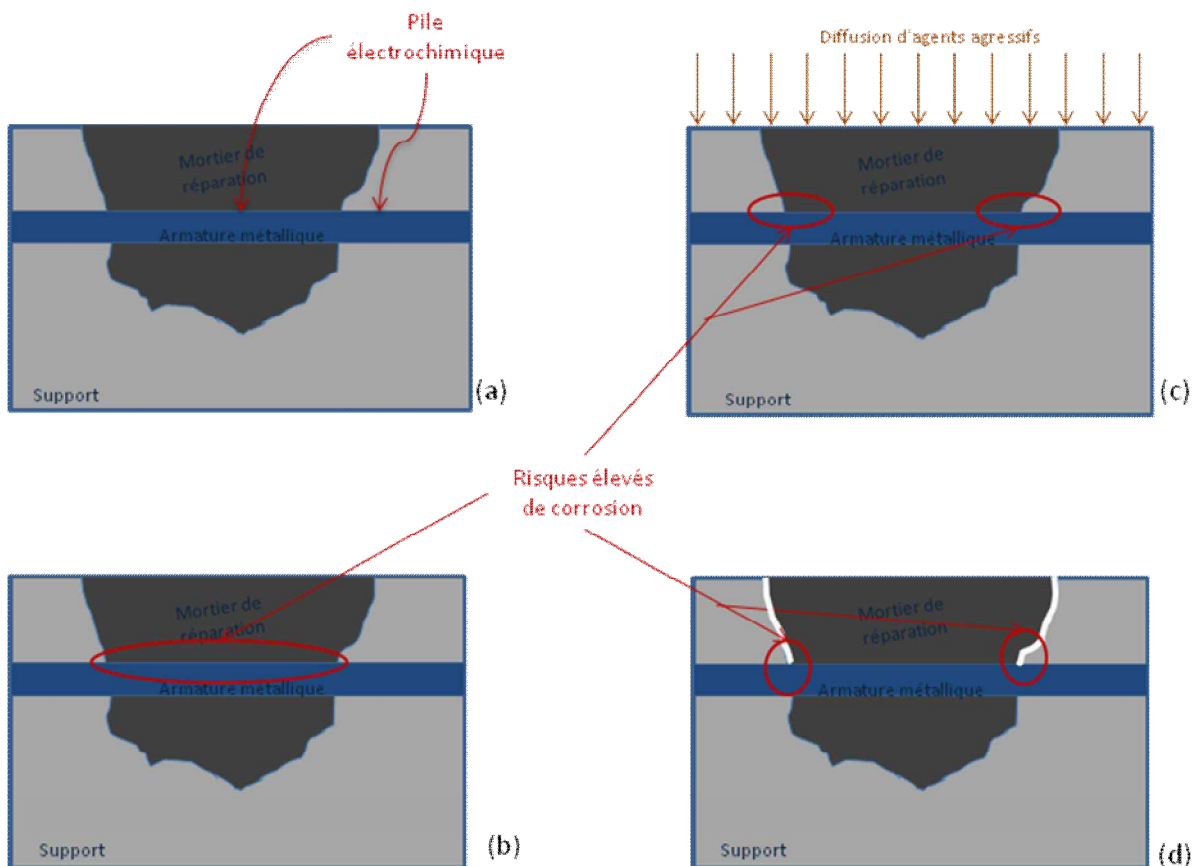 Pile
électrochimique
Mortier de
réparation
Armature métallique
Support
(a)
Diffusion d'agents agressifs
Mortier de
réparation
Armature métallique
Support
(c)
Risques élevés
de corrosion
Mortier de
réparation
Armature métallique
Support
(b)
Mortier de
réparation
Armature métallique
Support
(d)